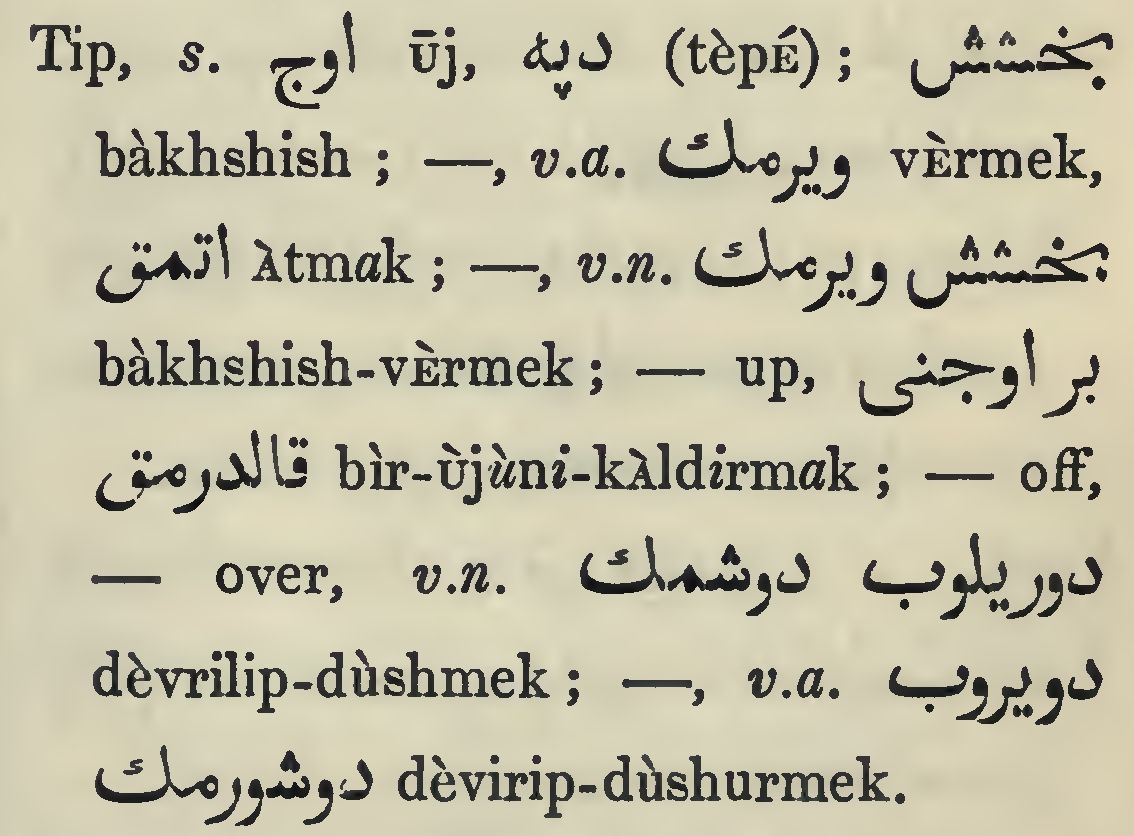 Tip, s. اوج ūj, دپه (tèpÉ) ; بخشش
bàkhshish ; —, v.a. ويرمك vÈrmek,
اتمق Àtmak ; —, v.n. بخشش ويرمك
bàkhshish-vÈrmek ; — up, بر اوجنى
قالدرمق bìr-ùjùni-kÀldirmak ; — off,
— over, v.n. دوريلوب دوشمك
dèvrilip-dùshmek ; —, v.a. دويروب
دوشورمك dèvirip-dùshurmek.